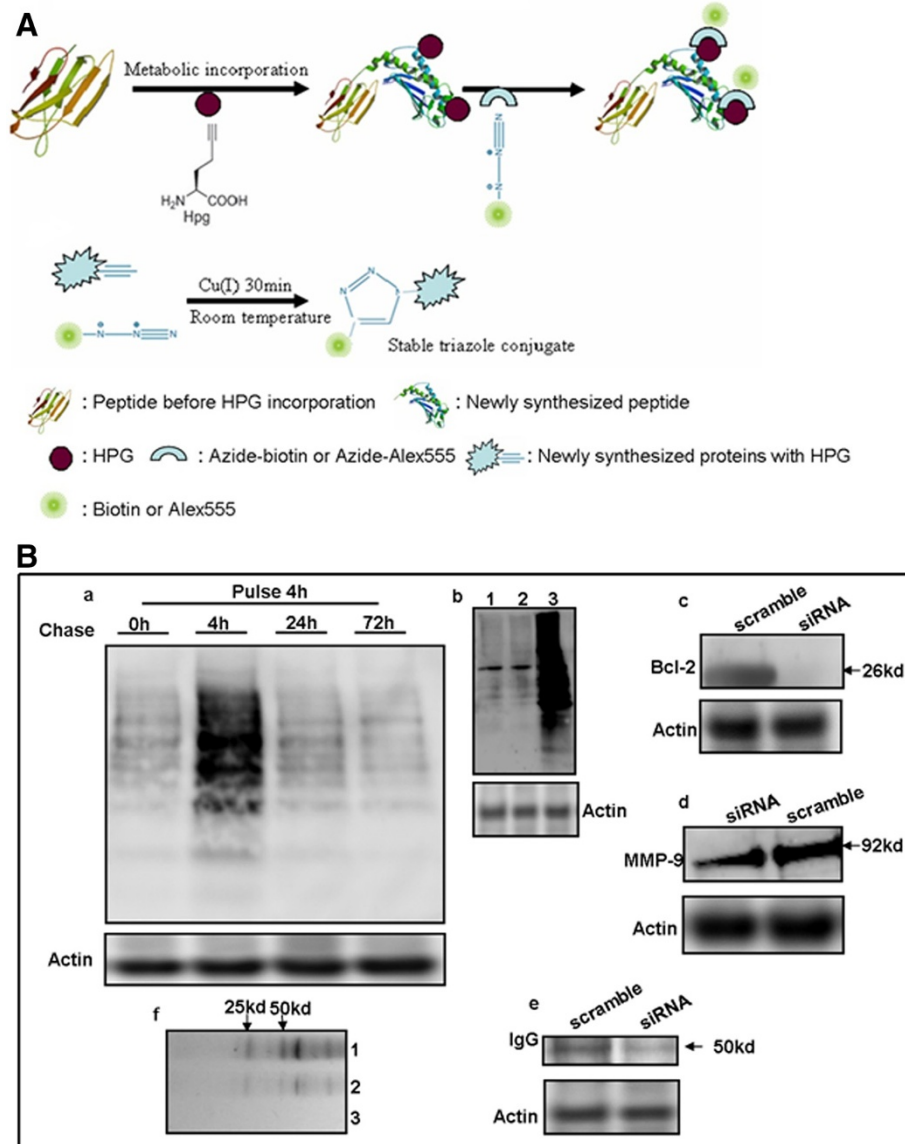 A
Metabolic incorporation
H₂N COOH
Hpg
N
N
N
Cu(I) 30min
Room temperature
N N N
N
N
Stable triazole conjugate
: Peptide before HPG incorporation : Newly synthesized peptide
: HPG : Azide-biotin or Azide-Alex555 : Newly synthesized proteins with HPG
: Biotin or Alex555
B
a
Pulse 4h
Chase 0h 4h 24h 72h
Actin
b
1 2 3
Actin
c
scramble siRNA
Bcl-2 26kd
Actin
d
siRNA scramble
MMP-9 92kd
Actin
e
scramble siRNA
IgG 50kd
Actin
f
25kd 50kd
1
2
3